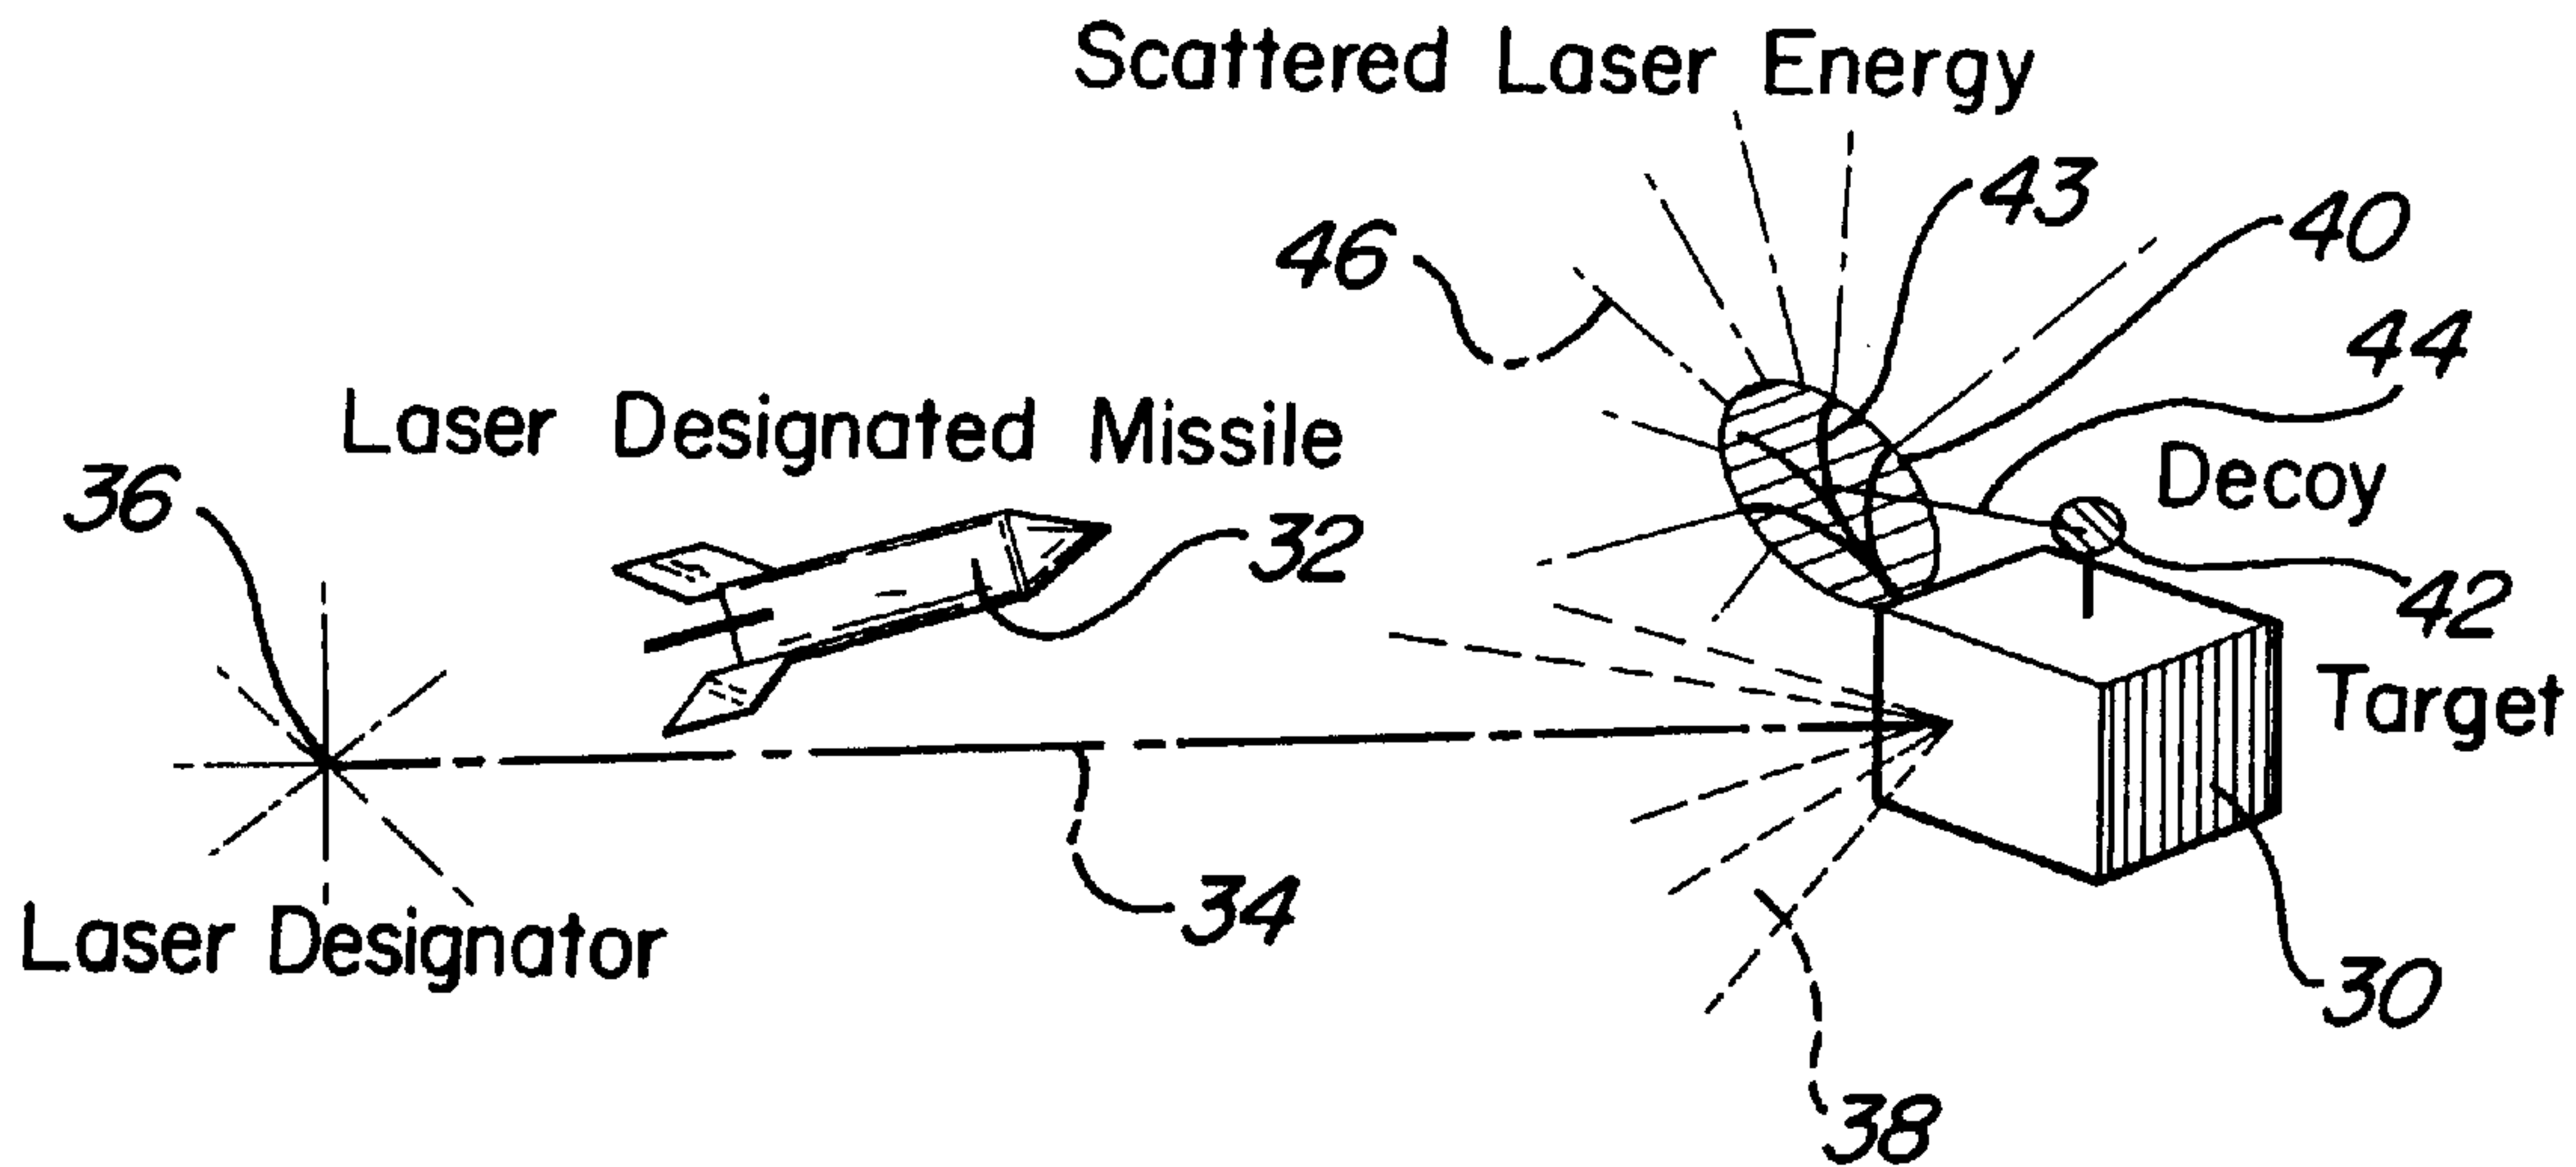 Scattered Laser Energy
43
40
46
44
Laser Designated Missile
Decoy
36
32
42
Target
34
Laser Designator
30
38